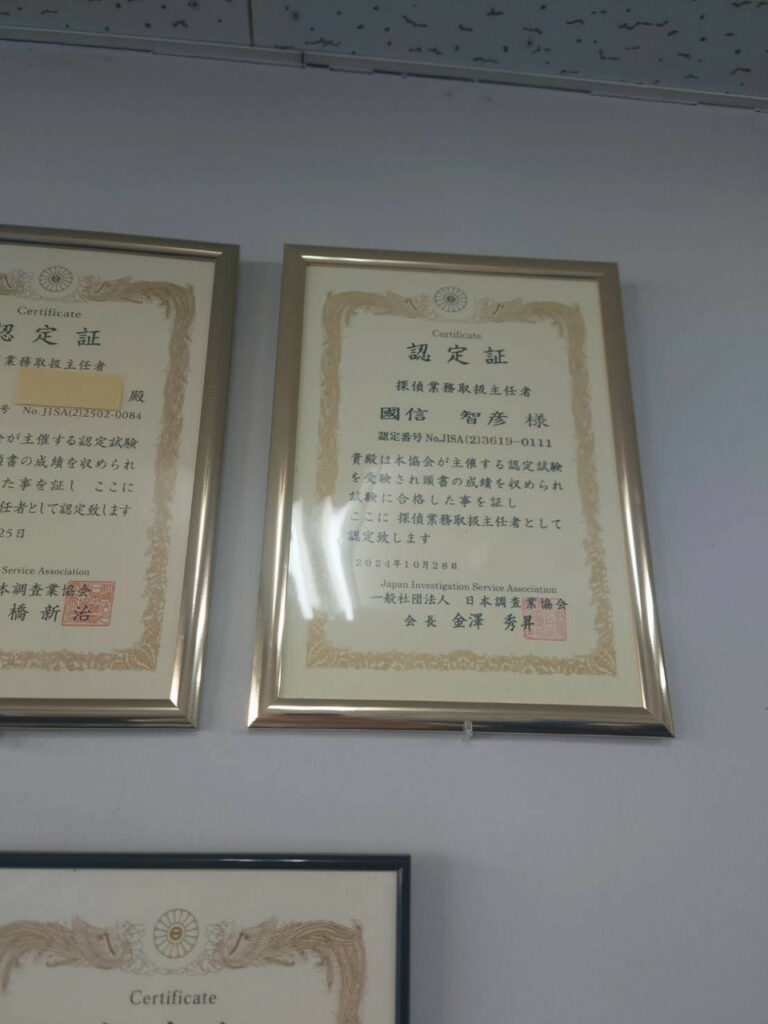 Certificate
認定証
業務取扱主任者
殿
号 No.JISA(2)2502-0084
が主催する認定試験
頭書の成績を収められ
た事を証し ここに
任者として認定致します
25日
Service Association
本調査業協会
橋 新 治
Certificate
認定証
探偵業務取扱主任者
國信 智彦 様
認定番号 No.JISA(2)3619-0111
貴殿は本協会が主催する認定試験
を受験され頭書の成績を収められ
試験に合格した事を証し
ここに 探偵業務取扱主任者として
認定致します
2024年10月28日
Japan Investigation Service Association
一般社団法人 日本調査業協会
会長 金澤 秀昇
Certificate